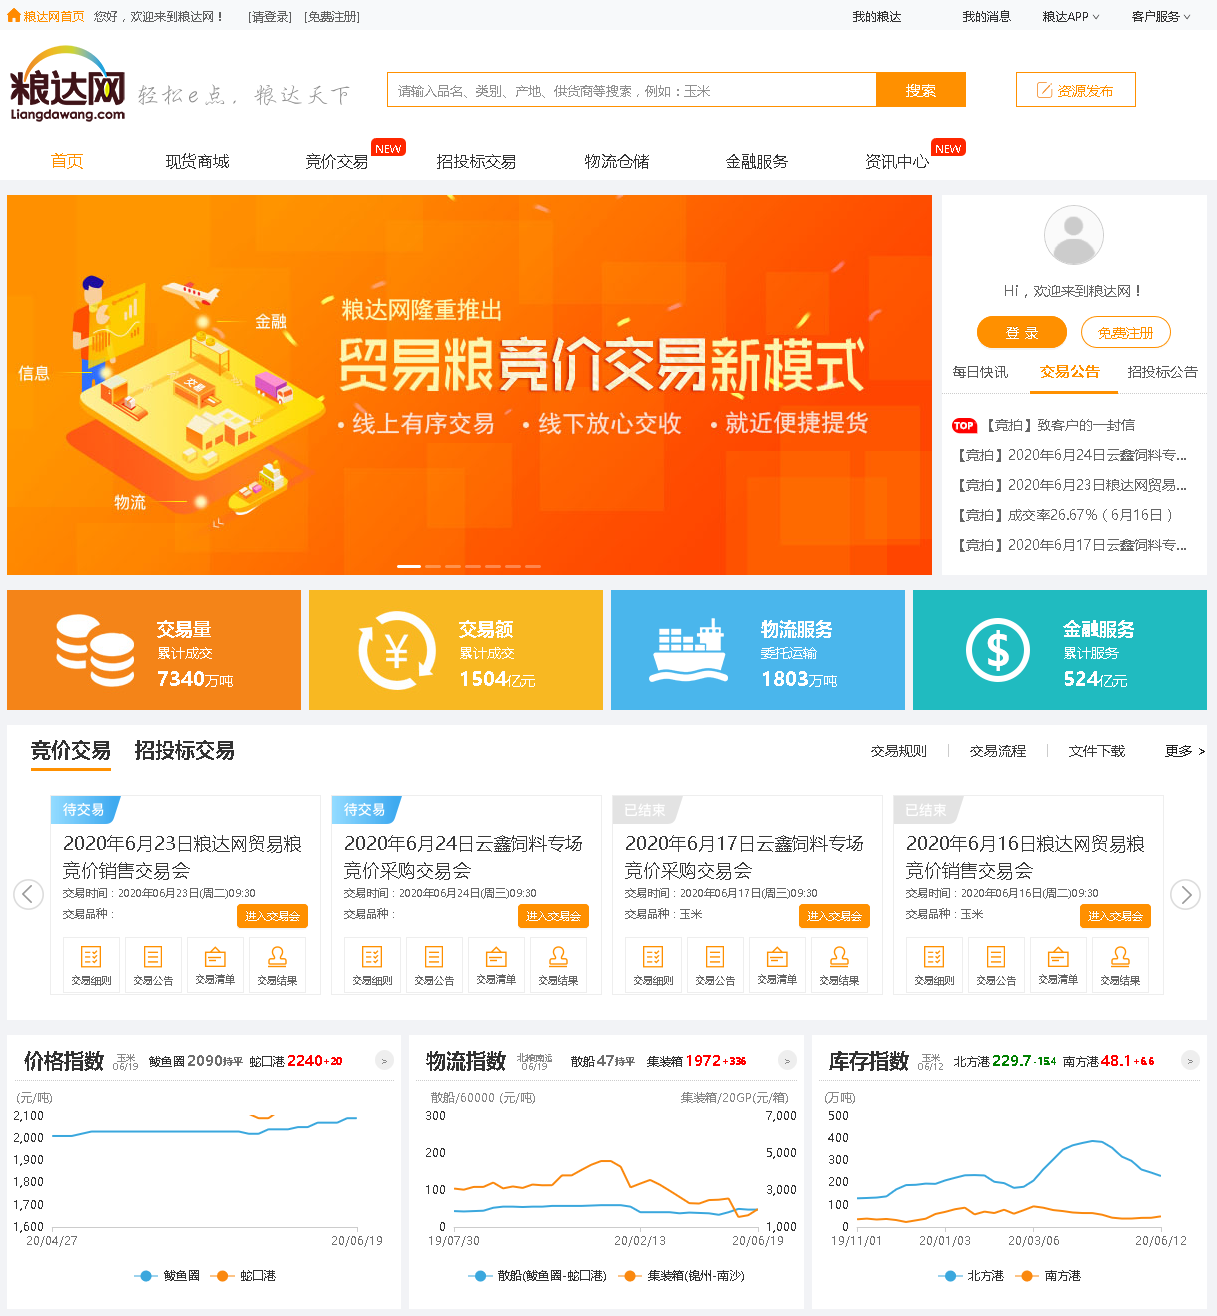 粮达网首页 您好，欢迎来到粮达网！ [请登录] [免费注册] 我的粮达 我的消息 粮达APP 客户服务
粮达网
Liangdawang.com
轻松e点，粮达天下
请输入品名、类别、产地、供货商等搜索，例如：玉米 搜索 资源发布
首页 现货商城 竞价交易 NEW 招投标交易 物流仓储 金融服务 资讯中心 NEW
粮达网隆重推出
贸易粮竞价交易新模式
• 线上有序交易 • 线下放心交收 • 就近便捷提货
金融
信息
交易
物流
Hi，欢迎来到粮达网！
登 录 免费注册
每日快讯 交易公告 招投标公告
TOP 【竞拍】致客户的一封信
【竞拍】2020年6月24日云鑫饲料专...
【竞拍】2020年6月23日粮达网贸易...
【竞拍】成交率26.67%（6月16日）
【竞拍】2020年6月17日云鑫饲料专...
交易量
累计成交
7340万吨
交易额
累计成交
1504亿元
物流服务
委托运输
1803万吨
金融服务
累计服务
524亿元
竞价交易 招投标交易 交易规则 交易流程 文件下载 更多 >
待交易
2020年6月23日粮达网贸易粮
竞价销售交易会
交易时间：2020年06月23日(周二)09:30
交易品种： 进入交易会
交易细则 交易公告 交易清单 交易结果
待交易
2020年6月24日云鑫饲料专场
竞价采购交易会
交易时间：2020年06月24日(周三)09:30
交易品种： 进入交易会
交易细则 交易公告 交易清单 交易结果
已结束
2020年6月17日云鑫饲料专场
竞价采购交易会
交易时间：2020年06月17日(周三)09:30
交易品种：玉米 进入交易会
交易细则 交易公告 交易清单 交易结果
已结束
2020年6月16日粮达网贸易粮
竞价销售交易会
交易时间：2020年06月16日(周二)09:30
交易品种：玉米 进入交易会
交易细则 交易公告 交易清单 交易结果
价格指数 玉米 06/19 鲅鱼圈 2090持平 蛇口港 2240+20 >
(元/吨)
2,100
2,000
1,900
1,800
1,700
1,600
20/04/27 20/06/19
鲅鱼圈 蛇口港
物流指数 北粮南运 06/19 散船 47持平 集装箱 1972+336 >
散船/60000 (元/吨) 集装箱/20GP(元/箱)
300 7,000
200 5,000
100 3,000
0 1,000
19/07/30 20/02/13 20/06/19
散船(鲅鱼圈-蛇口港) 集装箱(锦州-南沙)
库存指数 玉米 06/12 北方港 229.7-15.4 南方港 48.1+6.6 >
(万吨)
500
400
300
200
100
0
19/11/01 20/01/03 20/03/06 20/06/12
北方港 南方港